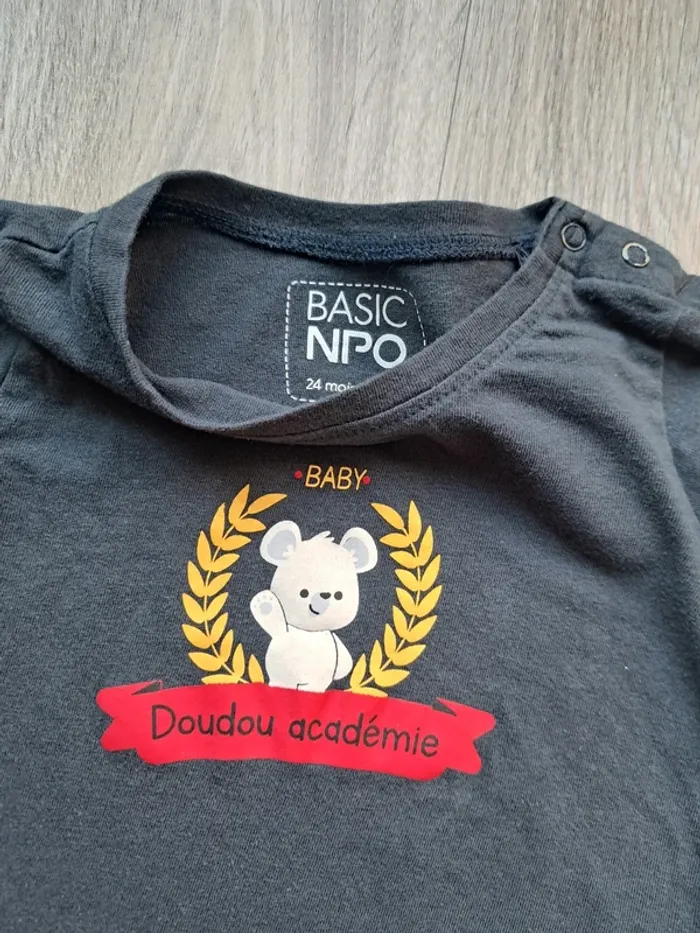 BASIC
NPO
24 mois
•BABY•
Doudou académie